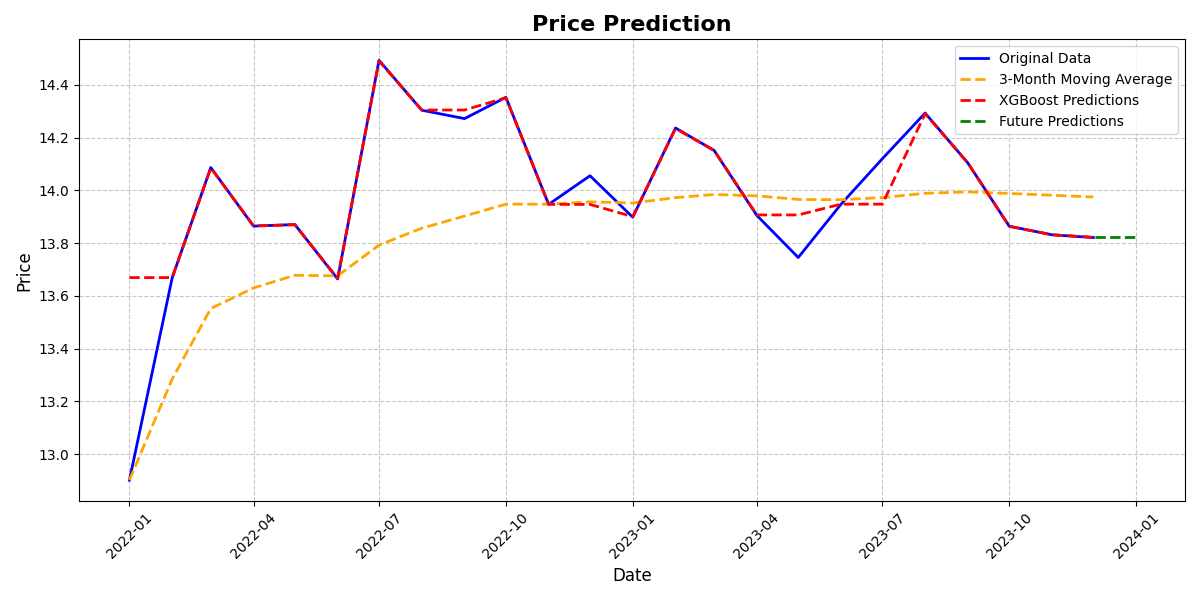 Price Prediction
Original Data
3-Month Moving Average
XGBoost Predictions
Future Predictions
Price
14.4
14.2
14.0
13.8
13.6
13.4
13.2
13.0
2022-01
2022-04
2022-07
2022-10
2023-01
2023-04
2023-07
2023-10
2024-01
Date